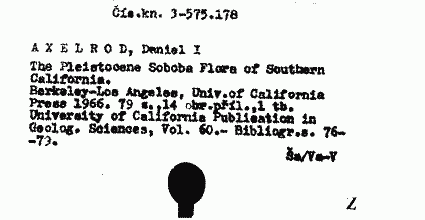 Čís.kn. 3-575.178
A X E L R O D, Daniel I
The Pleistocene Soboba Flora of Southern
California.
Berkeley-Los Angeles, Univ.of California
Press 1966. 79 s.,14 obr.příl.,1 tb.
University of California Publication in
Geolog. Sciences, Vol. 60.- Bibliogr.s. 76-
-79.
Ša/Va-V
Z